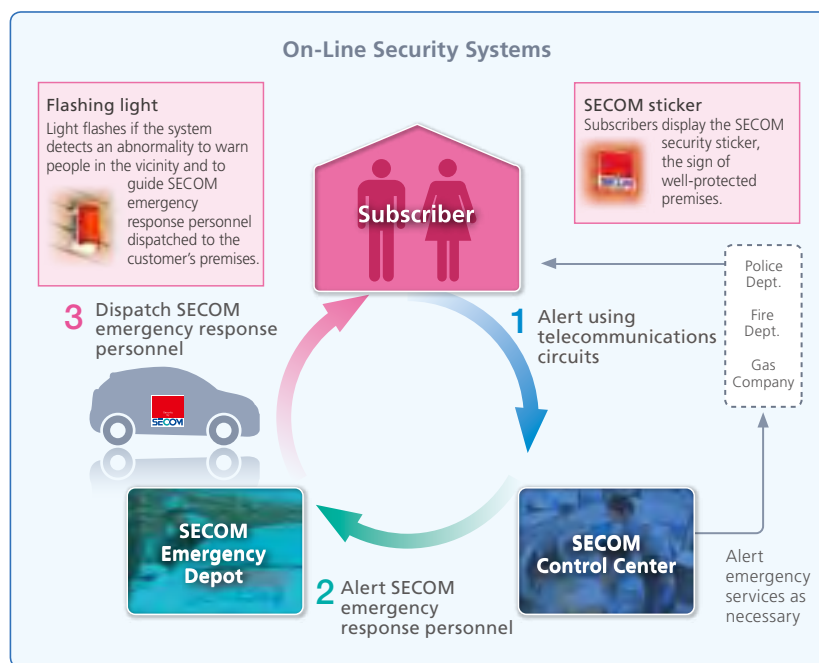 On-Line Security Systems
Flashing light
Light flashes if the system
detects an abnormality to warn
people in the vicinity and to
guide SECOM
emergency
response personnel
dispatched to the
customer's premises.
SECOM sticker
Subscribers display the SECOM
security sticker,
the sign of
well-protected
premises.
Subscriber
Police
Dept.
Fire
Dept.
Gas
Company
3 Dispatch SECOM
emergency response
personnel
1 Alert using
telecommunications
circuits
SECOM
SECOM
Emergency
Depot
SECOM
Control Center
2 Alert SECOM
emergency
response personnel
Alert
emergency
services as
necessary